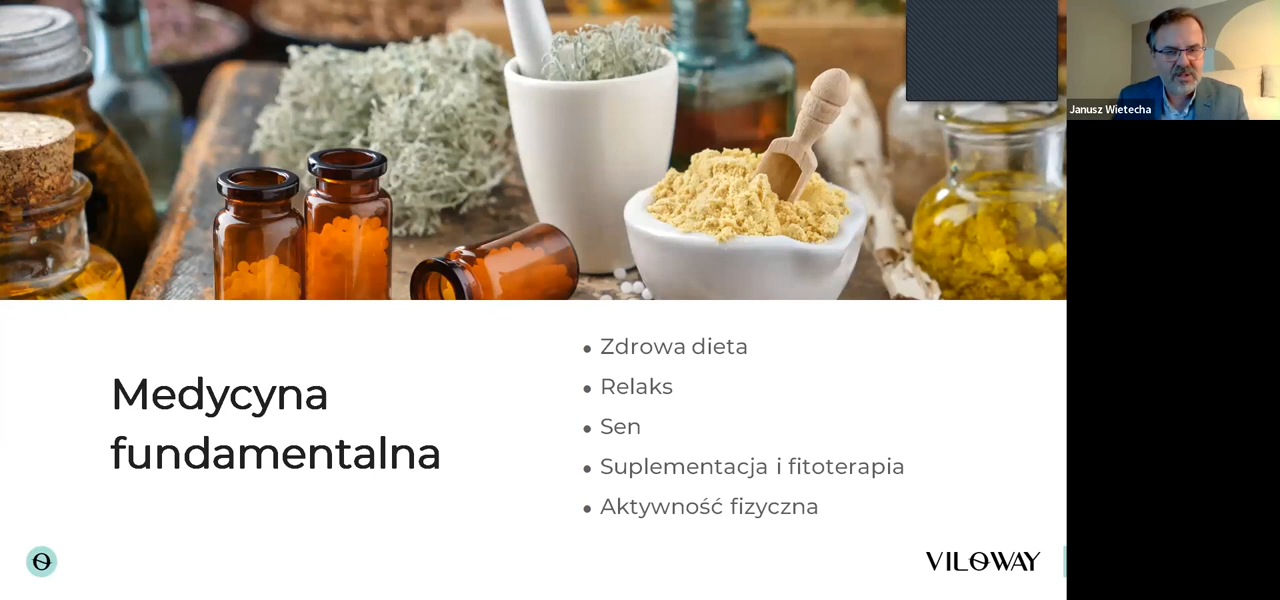 Janusz Wietecha
Medycyna
fundamentalna
• Zdrowa dieta
• Relaks
• Sen
• Suplementacja i fitoterapia
• Aktywność fizyczna
VILOWAY